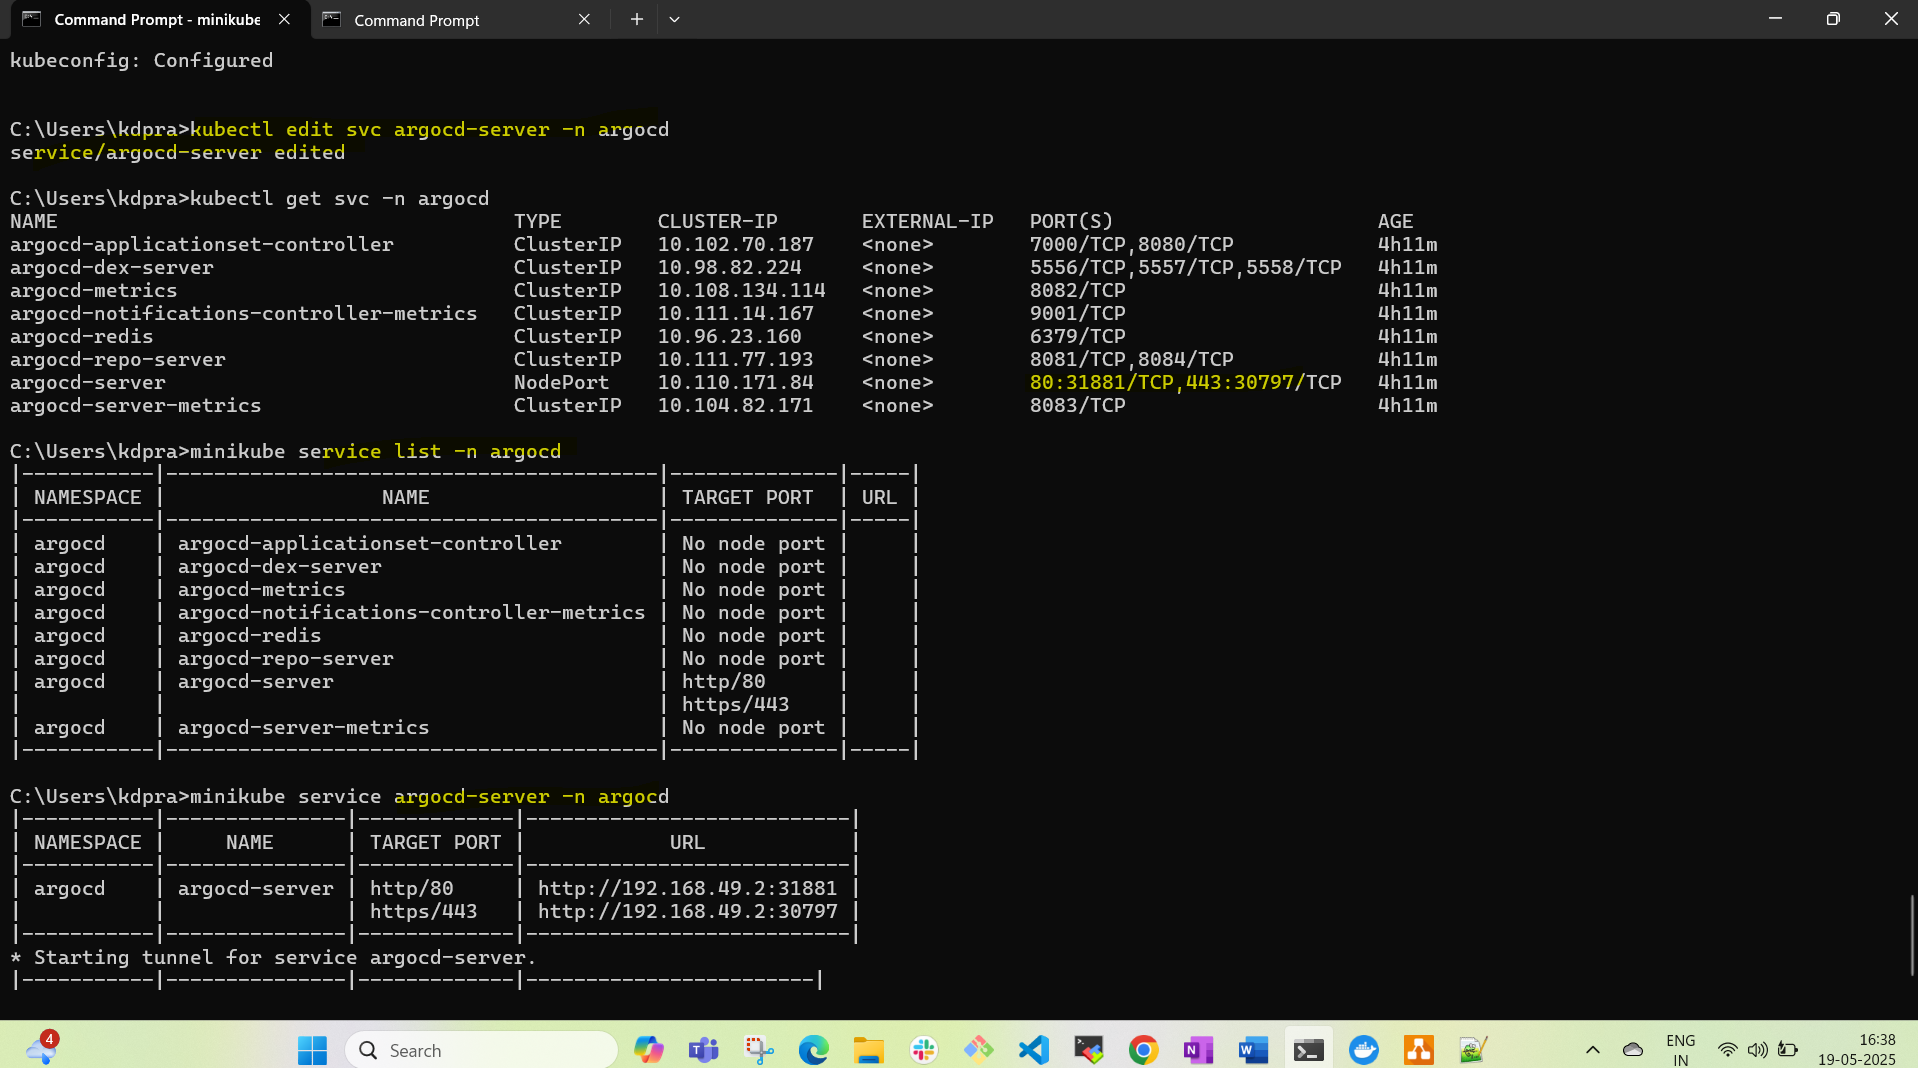 Command Prompt - minikube
Command Prompt
kubeconfig: Configured
C:\Users\kdpra>kubectl edit svc argocd-server -n argocd
service/argocd-server edited
C:\Users\kdpra>kubectl get svc -n argocd
NAME TYPE CLUSTER-IP EXTERNAL-IP PORT(S) AGE
argocd-applicationset-controller ClusterIP 10.102.70.187 <none> 7000/TCP,8080/TCP 4h11m
argocd-dex-server ClusterIP 10.98.82.224 <none> 5556/TCP,5557/TCP,5558/TCP 4h11m
argocd-metrics ClusterIP 10.108.134.114 <none> 8082/TCP 4h11m
argocd-notifications-controller-metrics ClusterIP 10.111.14.167 <none> 9001/TCP 4h11m
argocd-redis ClusterIP 10.96.23.160 <none> 6379/TCP 4h11m
argocd-repo-server ClusterIP 10.111.77.193 <none> 8081/TCP,8084/TCP 4h11m
argocd-server NodePort 10.110.171.84 <none> 80:31881/TCP,443:30797/TCP 4h11m
argocd-server-metrics ClusterIP 10.104.82.171 <none> 8083/TCP 4h11m
C:\Users\kdpra>minikube service list -n argocd
|-----------|-----------------------------------------|--------------|-----|
| NAMESPACE | NAME | TARGET PORT | URL |
|-----------|-----------------------------------------|--------------|-----|
| argocd | argocd-applicationset-controller | No node port | |
| argocd | argocd-dex-server | No node port | |
| argocd | argocd-metrics | No node port | |
| argocd | argocd-notifications-controller-metrics | No node port | |
| argocd | argocd-redis | No node port | |
| argocd | argocd-repo-server | No node port | |
| argocd | argocd-server | http/80 | |
| | | https/443 | |
| argocd | argocd-server-metrics | No node port | |
|-----------|-----------------------------------------|--------------|-----|
C:\Users\kdpra>minikube service argocd-server -n argocd
|-----------|---------------|-------------|---------------------------|
| NAMESPACE | NAME | TARGET PORT | URL |
|-----------|---------------|-------------|---------------------------|
| argocd | argocd-server | http/80 | http://192.168.49.2:31881 |
| | | https/443 | http://192.168.49.2:30797 |
|-----------|---------------|-------------|---------------------------|
* Starting tunnel for service argocd-server.
|-----------|---------------|-------------|------------------------|
4
Search
ENG
IN
16:38
19-05-2025